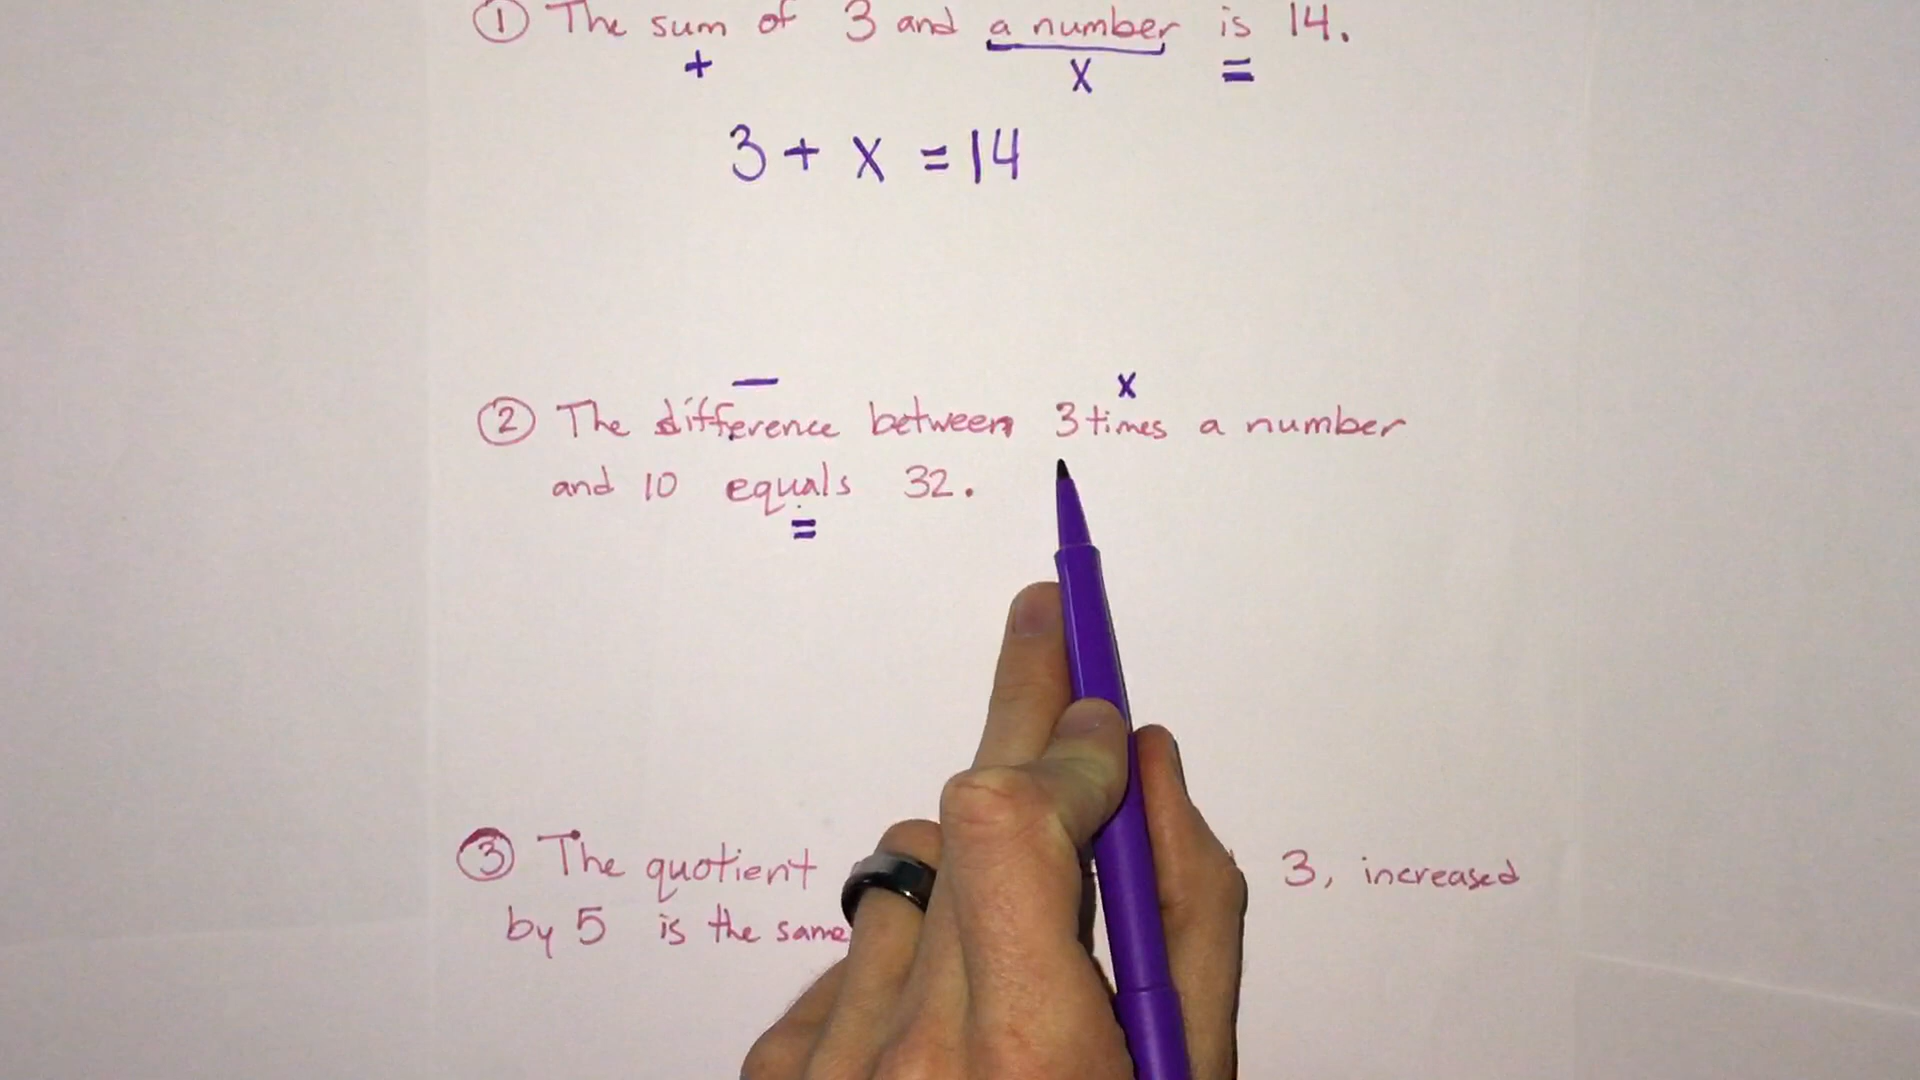 ① The sum of 3 and a number is 14.
+ x =
3 + x = 14
− x
② The difference between 3 times a number
and 10 equals 32.
=
③ The quotient 3, increased
by 5 is the same